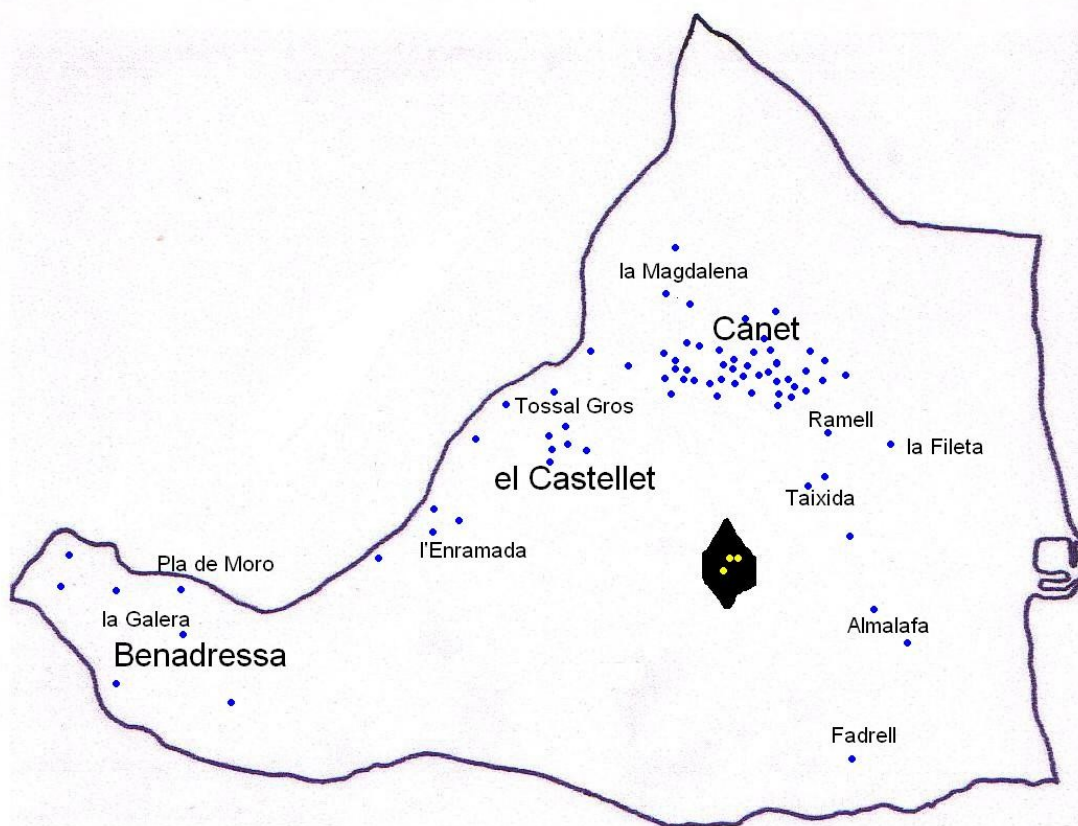 la Magdalena
Canet
Tossal Gros
Ramell
la Fileta
el Castellet
Taixida
l'Enramada
Pla de Moro
la Galera
Almalafa
Benadressa
Fadrell